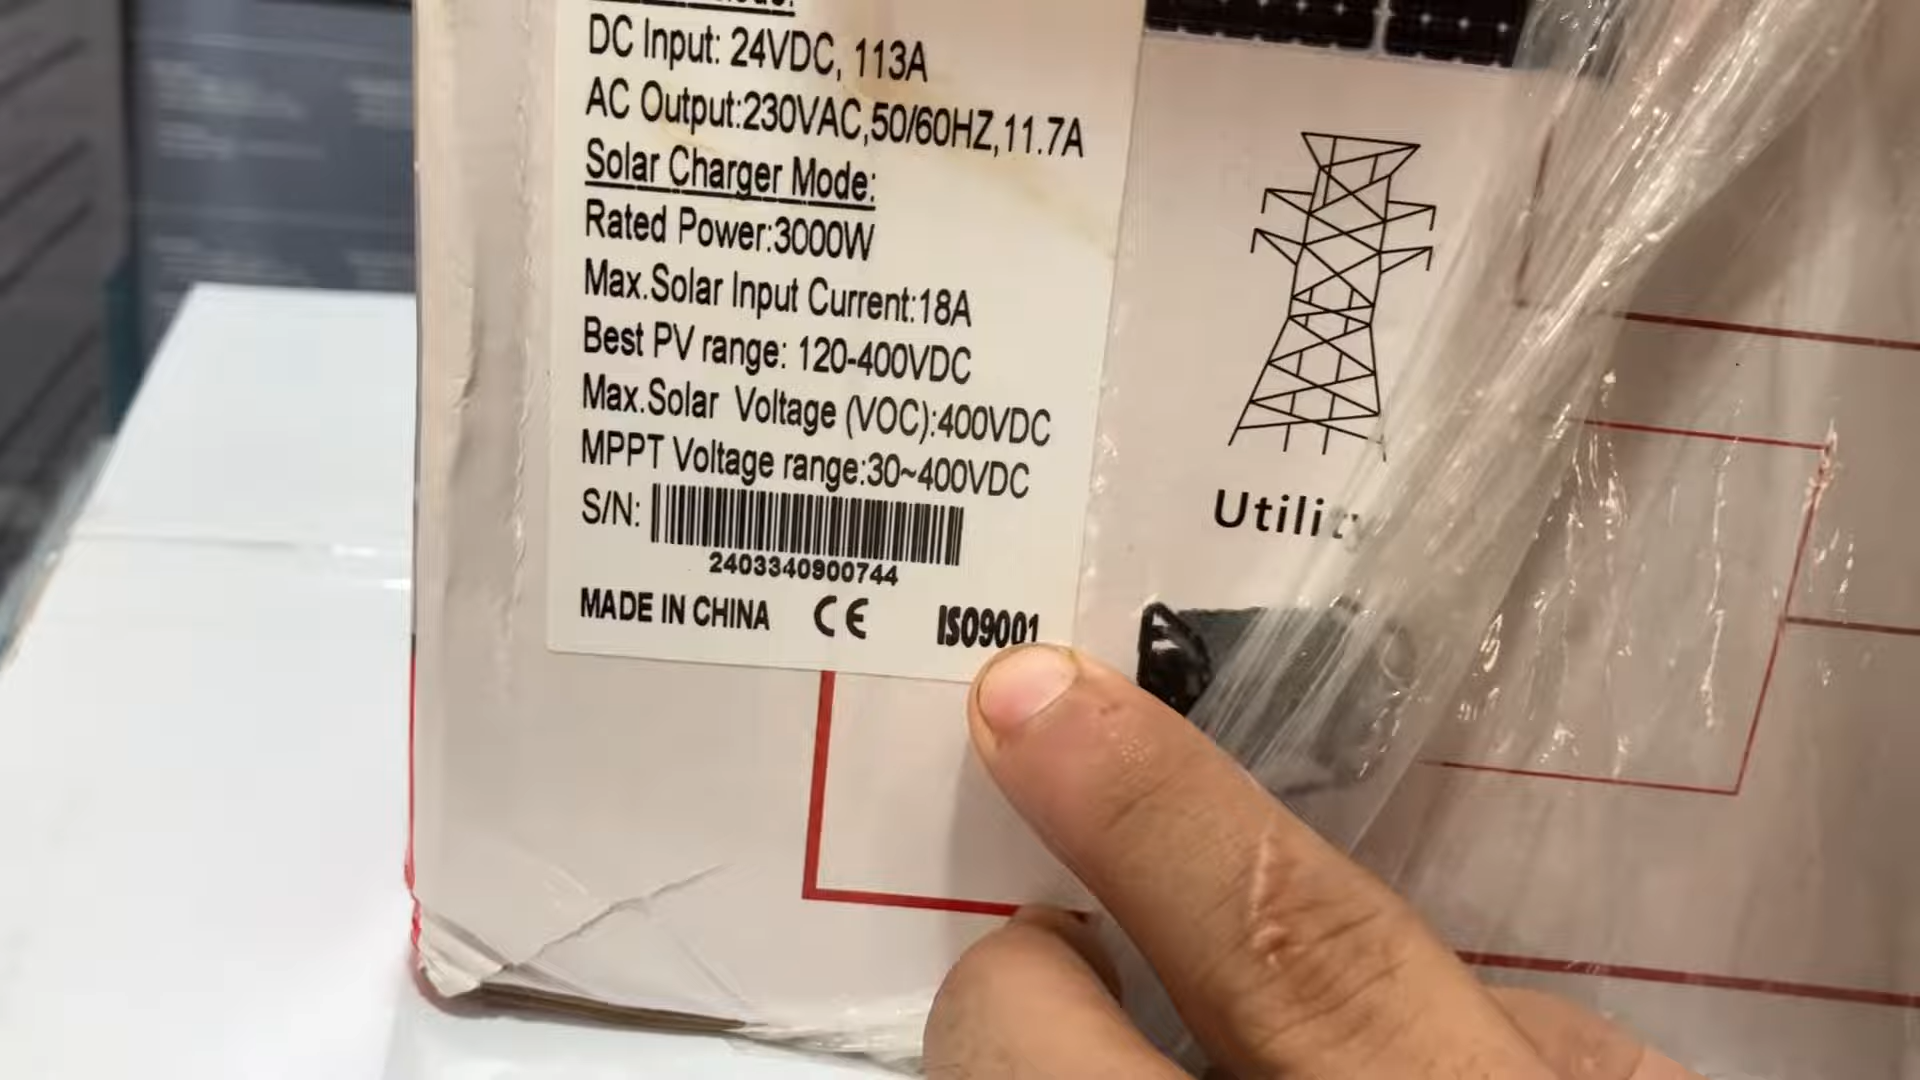 DC Input: 24VDC, 113A
AC Output:230VAC,50/60HZ,11.7A
Solar Charger Mode:
Rated Power:3000W
Max.Solar Input Current:18A
Best PV range: 120-400VDC
Max.Solar Voltage (VOC):400VDC
MPPT Voltage range:30~400VDC
S/N:
2403340900744
MADE IN CHINA CE ISO9001
Utility